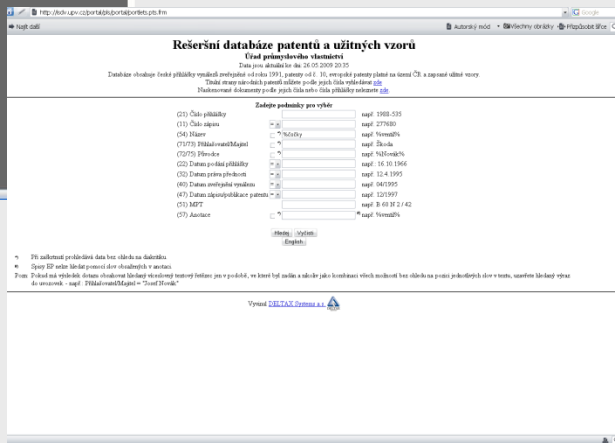 http://isdv.upv.cz/portal/pls/portal/portlets.pts.frm
Google
Najít další
Autorský mód
Všechny obrázky
Přizpůsobit šířce
Rešeršní databáze patentů a užitných vzorů
Úřad průmyslového vlastnictví
Data jsou aktuální ke dni: 26.05.2009 20:35
Databáze obsahuje české přihlášky vynálezů zveřejněné od roku 1991, patenty od č. 10, evropské patenty platné na území ČR a zapsané užitné vzory.
Titulní strany národních patentů můžete podle jejich čísla vyhledávat zde
Naskenované dokumenty podle jejich čísla nebo čísla přihlášky naleznete zde
Zadejte podmínky pro výběr
(21) Číslo přihlášky např. 1988-535
(11) Číslo zápisu = např. 277680
(54) Název %čočky např. %ventil%
(71/73) Přihlašovatel/Majitel např. Škoda
(72/75) Původce např. %Novák%
(22) Datum podání přihlášky = např. 16.10.1966
(32) Datum práva přednosti = např. 12.4.1995
(40) Datum zveřejnění vynálezu = např. 04/1995
(47) Datum zápisu/publikace patentu = např. 12/1997
(51) MPT např. B 60 N 2 / 42
(57) Anotace např. %ventil%
Hledej Vyčisti
English
Při zaškrtnutí prohledává data bez ohledu na diakritiku.
Spisy EP nelze hledat pomocí slov obsažených v anotaci
Pozn: Pokud má výsledek dotazu obsahovat hledaný víceslovný textový řetězec jen v podobě, ve které byl zadán a nikoliv jako kombinaci všech možností bez ohledu na pozici jednotlivých slov v textu, uzavřete hledaný výraz
do uvozovek - např.: Přihlašovatel/Majitel = "Josef Novák"
Vyvinul DELTAX Systems a.s.